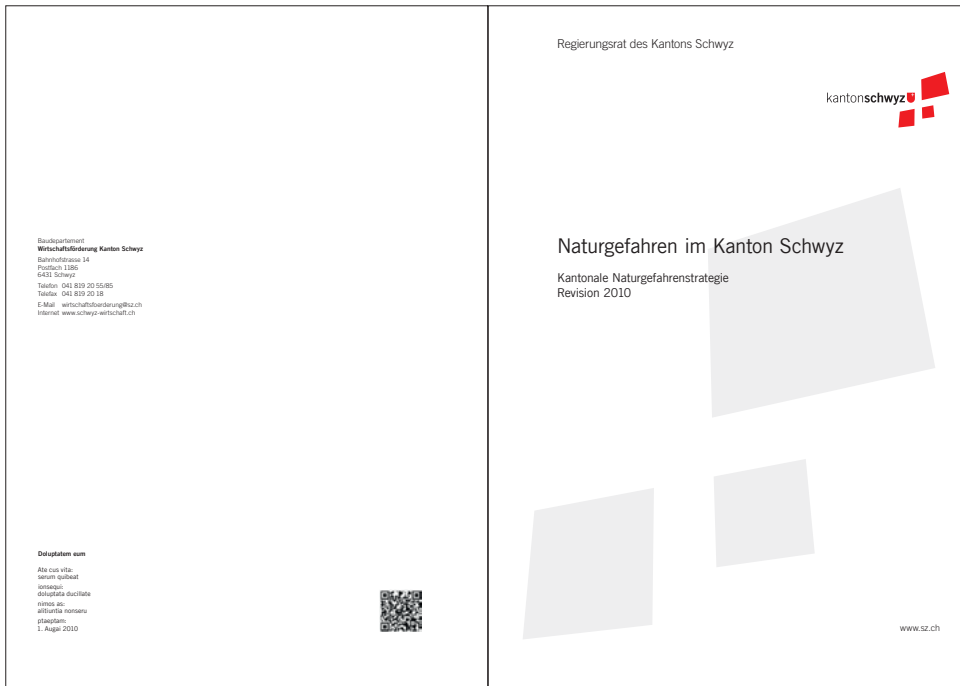 Baudepartement
Wirtschaftsförderung Kanton Schwyz
Bahnhofstrasse 14
Postfach 1186
6431 Schwyz
Telefon 041 819 20 55/85
Telefax 041 819 20 18
E-Mail wirtschaftsfoerderung@sz.ch
Internet www.schwyz-wirtschaft.ch
Doluptatem eum
Ate cus vita:
serum quibeat
ionsequi:
doluptata ducillate
nimos as:
alitiuntia nonseru
ptaeptam:
1. Augai 2010
Regierungsrat des Kantons Schwyz
kantonschwyz
Naturgefahren im Kanton Schwyz
Kantonale Naturgefahrenstrategie
Revision 2010
www.sz.ch